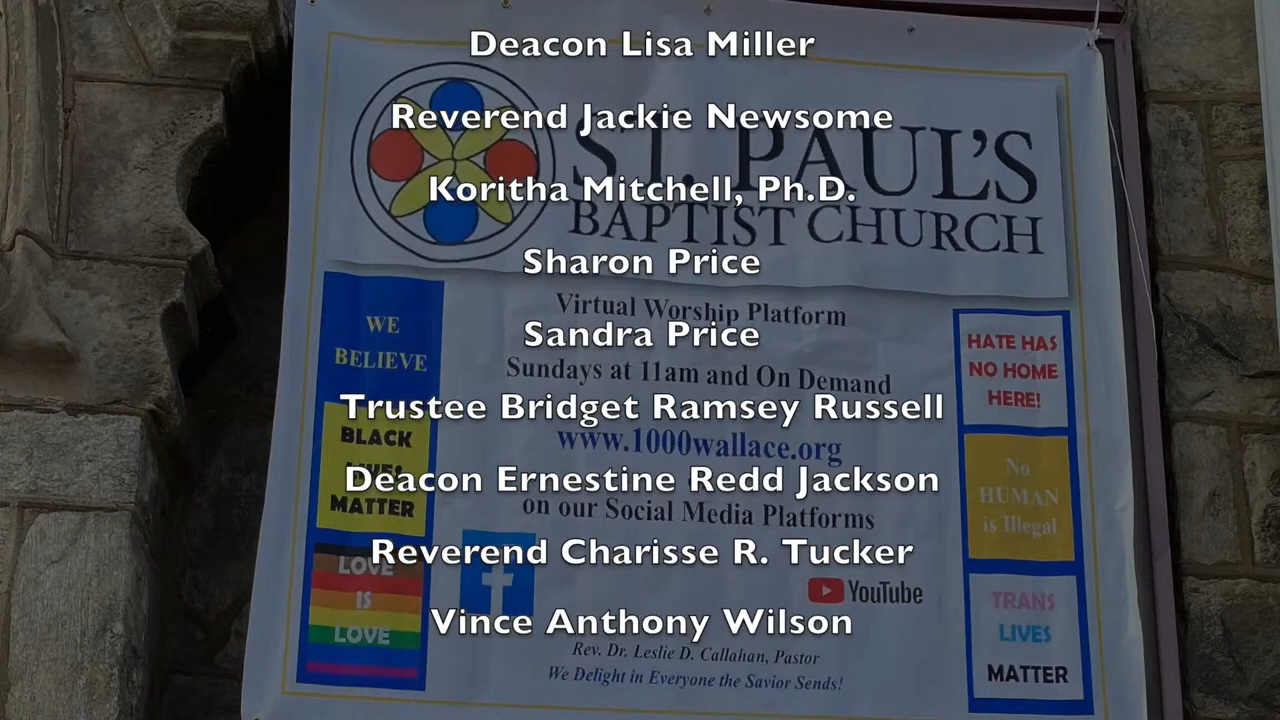 Deacon Lisa Miller
Reverend Jackie Newsome
Koritha Mitchell, Ph.D.
Sharon Price
Sandra Price
Trustee Bridget Ramsey Russell
Deacon Ernestine Redd Jackson
Reverend Charisse R. Tucker
Vince Anthony Wilson
ST. PAUL'S
BAPTIST CHURCH
Virtual Worship Platform
Sundays at 11am and On Demand
www.1000wallace.org
on our Social Media Platforms
YouTube
Rev. Dr. Leslie D. Callahan, Pastor
We Delight in Everyone the Savior Sends!
WE
BELIEVE
BLACK
LIVES
MATTER
LOVE
IS
LOVE
HATE HAS
NO HOME
HERE!
No
HUMAN
is Illegal
TRANS
LIVES
MATTER